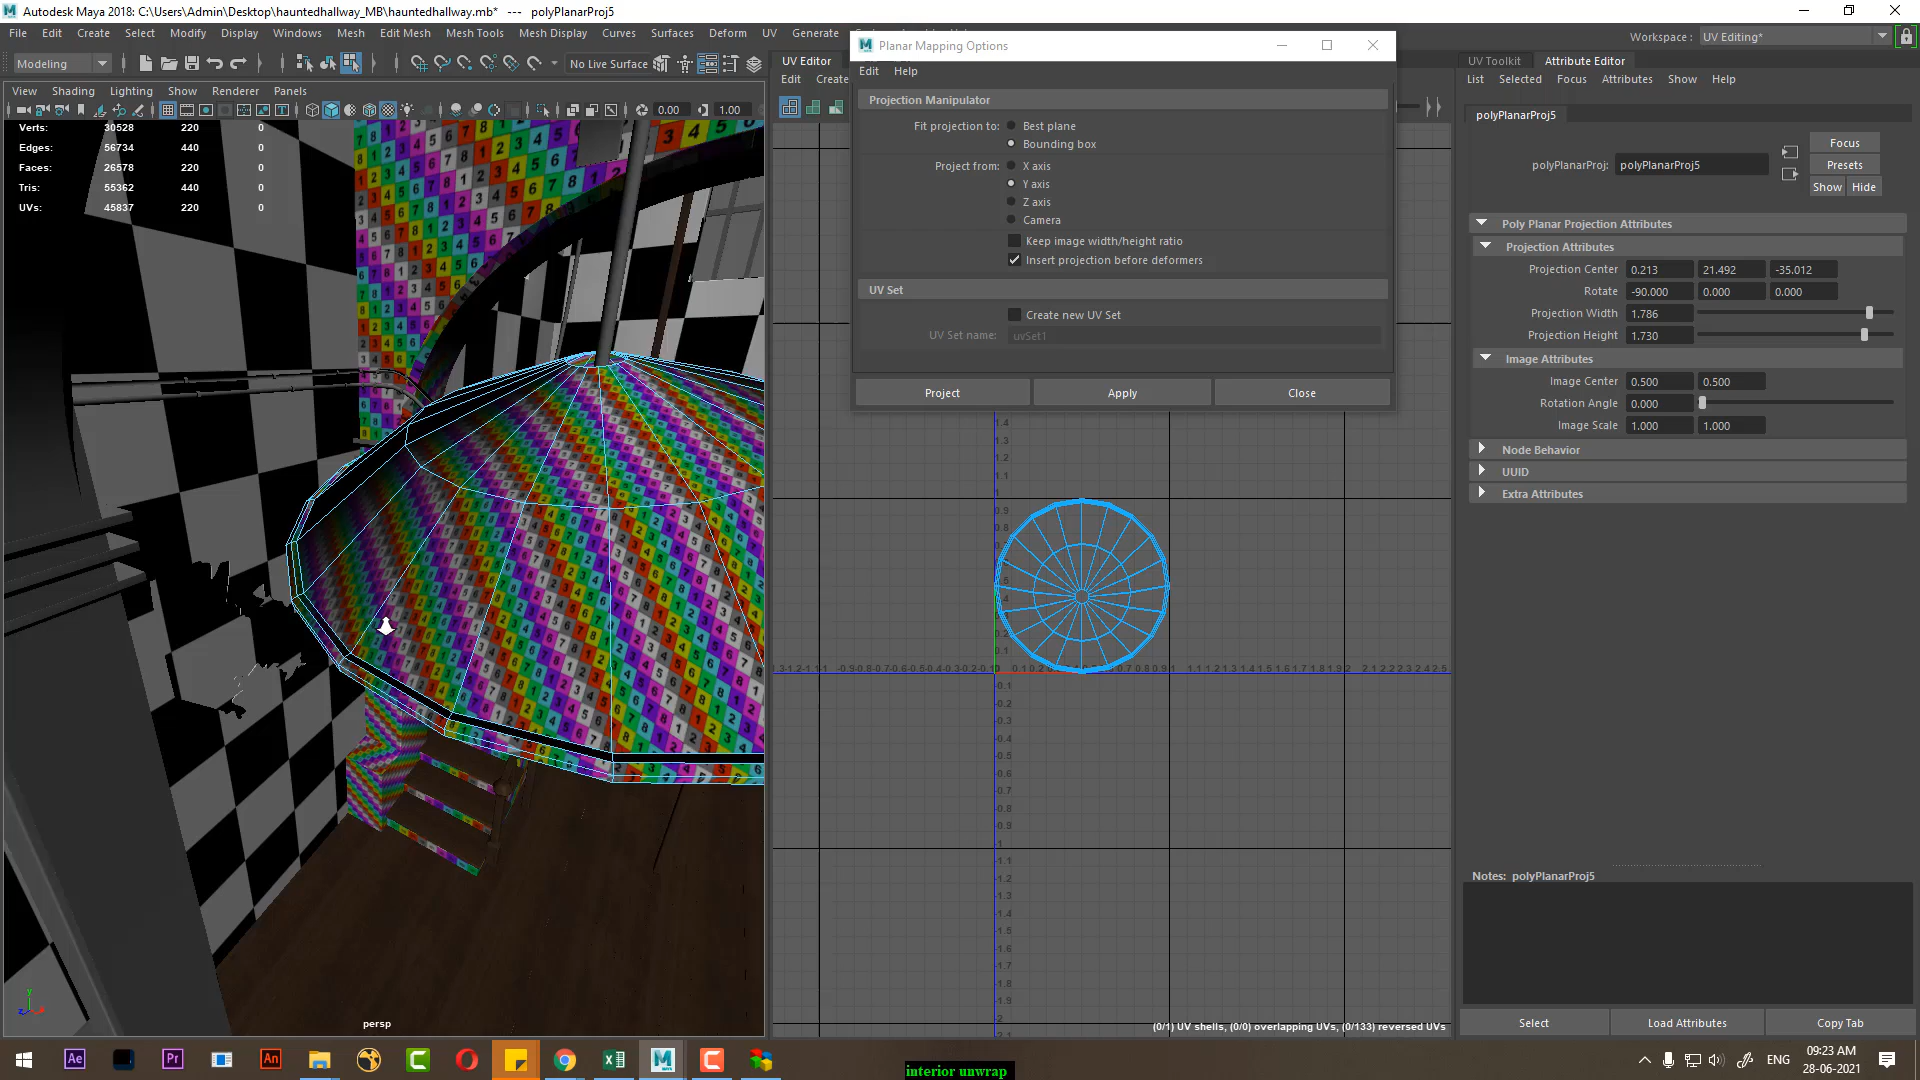 Autodesk Maya 2018: C:\Users\Admin\Desktop\hauntedhallway_MB\hauntedhallway.mb* --- polyPlanarProj5
File Edit Create Select Modify Display Windows Mesh Edit Mesh Mesh Tools Mesh Display Curves Surfaces Deform UV Generate
Workspace : UV Editing*
Modeling
No Live Surface
View Shading Lighting Show Renderer Panels
0.00 1.00
Verts: 30528 220 0
Edges: 56734 440 0
Faces: 26578 220 0
Tris: 55362 440 0
UVs: 45837 220 0
persp
UV Editor
Edit Create
Planar Mapping Options
Edit Help
Projection Manipulator
Fit projection to: Best plane
Bounding box
Project from: X axis
Y axis
Z axis
Camera
Keep image width/height ratio
Insert projection before deformers
UV Set
Create new UV Set
UV Set name: uvSet1
Project Apply Close
(0/1) UV shells, (0/0) overlapping UVs, (0/133) reversed UVs
UV Toolkit Attribute Editor
List Selected Focus Attributes Show Help
polyPlanarProj5
polyPlanarProj: polyPlanarProj5
Focus
Presets
Show Hide
Poly Planar Projection Attributes
Projection Attributes
Projection Center 0.213 21.492 -35.012
Rotate -90.000 0.000 0.000
Projection Width 1.786
Projection Height 1.730
Image Attributes
Image Center 0.500 0.500
Rotation Angle 0.000
Image Scale 1.000 1.000
Node Behavior
UUID
Extra Attributes
Notes: polyPlanarProj5
Select Load Attributes Copy Tab
interior unwrap
ENG
09:23 AM
28-06-2021